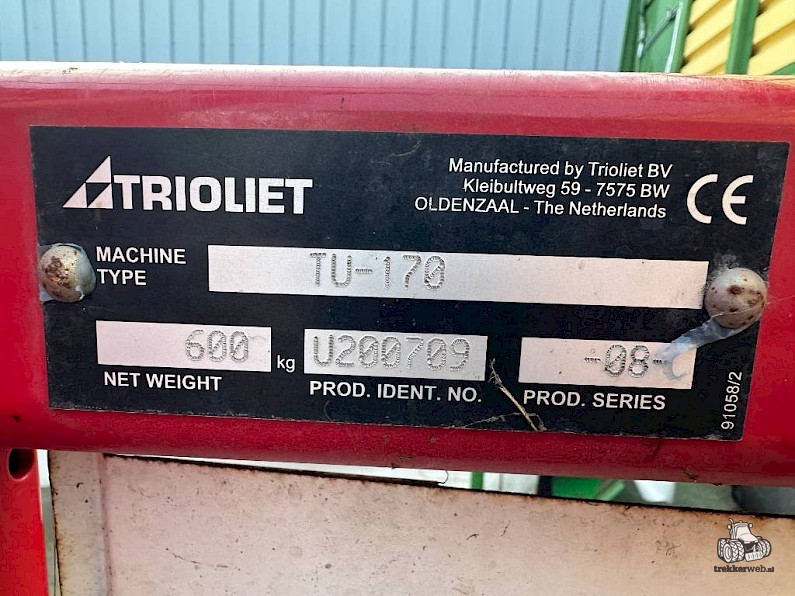 TRIOLIET
Manufactured by Trioliet BV
Kleibultweg 59 - 7575 BW
OLDENZAAL - The Netherlands
CE
MACHINE
TYPE
TU-170
600 kg
NET WEIGHT
U200709
PROD. IDENT. NO.
-08-
PROD. SERIES
91058/2
trekkerweb.nl